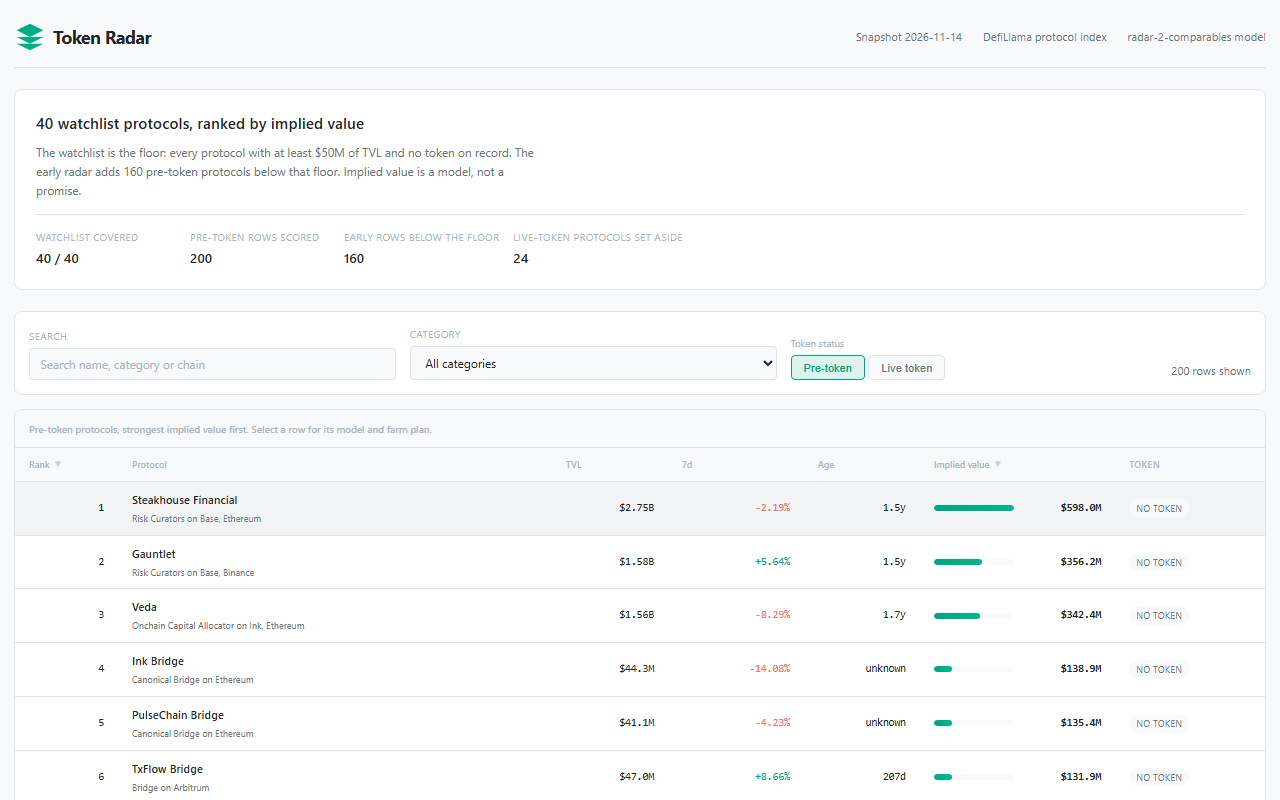 Token Radar
Snapshot 2026-11-14 DefiLlama protocol index radar-2-comparables model
40 watchlist protocols, ranked by implied value
The watchlist is the floor: every protocol with at least $50M of TVL and no token on record. The
early radar adds 160 pre-token protocols below that floor. Implied value is a model, not a
promise.
WATCHLIST COVERED PRE-TOKEN ROWS SCORED EARLY ROWS BELOW THE FLOOR LIVE-TOKEN PROTOCOLS SET ASIDE
40 / 40 200 160 24
SEARCH CATEGORY Token status
Search name, category or chain All categories Pre-token Live token 200 rows shown
Pre-token protocols, strongest implied value first. Select a row for its model and farm plan.
Rank ▼ Protocol TVL 7d Age Implied value ▼ TOKEN
1 Steakhouse Financial $2.75B -2.19% 1.5y $598.0M NO TOKEN
Risk Curators on Base, Ethereum
2 Gauntlet $1.58B +5.64% 1.5y $356.2M NO TOKEN
Risk Curators on Base, Binance
3 Veda $1.56B -8.29% 1.7y $342.4M NO TOKEN
Onchain Capital Allocator on Ink, Ethereum
4 Ink Bridge $44.3M -14.08% unknown $138.9M NO TOKEN
Canonical Bridge on Ethereum
5 PulseChain Bridge $41.1M -4.23% unknown $135.4M NO TOKEN
Canonical Bridge on Ethereum
6 TxFlow Bridge $47.0M +8.66% 207d $131.9M NO TOKEN
Bridge on Arbitrum